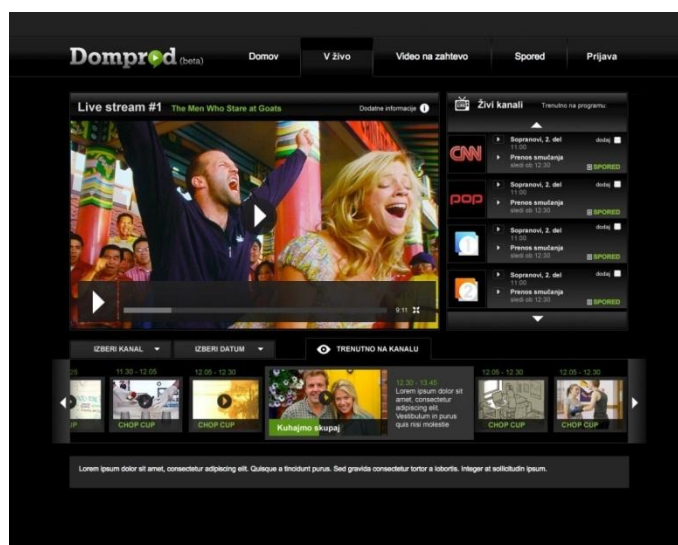 Domprod (beta)
Domov
V živo
Video na zahtevo
Spored
Prijava
Live stream #1 The Men Who Stare at Goats
Dodatne informacije i
Živi kanali Trenutno na programu:
CNN
Sopranovi, 2. del dodaj
11:00
Prenos smučanja
sledi ob 12:30 SPORED
pop
Sopranovi, 2. del dodaj
11:00
Prenos smučanja
sledi ob 12:30 SPORED
1
Sopranovi, 2. del dodaj
11:00
Prenos smučanja
sledi ob 12:30 SPORED
2
Sopranovi, 2. del dodaj
11:00
Prenos smučanja
sledi ob 12:30 SPORED
9:11
IZBERI KANAL
IZBERI DATUM
TRENUTNO NA KANALU
25
UP
11.30 - 12.05
CHOP CUP
12.05 - 12.30
CHOP CUP
Kuhajmo skupaj
12.30 - 13.45
Lorem ipsum dolor sit
amet, consectetur
adipiscing elit.
Vestibulum in purus
quis nisi molestie
12.05 - 12.30
CHOP CUP
12.05 - 12.30
CHOP CUP
Lorem ipsum dolor sit amet, consectetur adipiscing elit. Quisque a tincidunt purus. Sed gravida consectetur tortor a lobortis. Integer at sollicitudin ipsum.